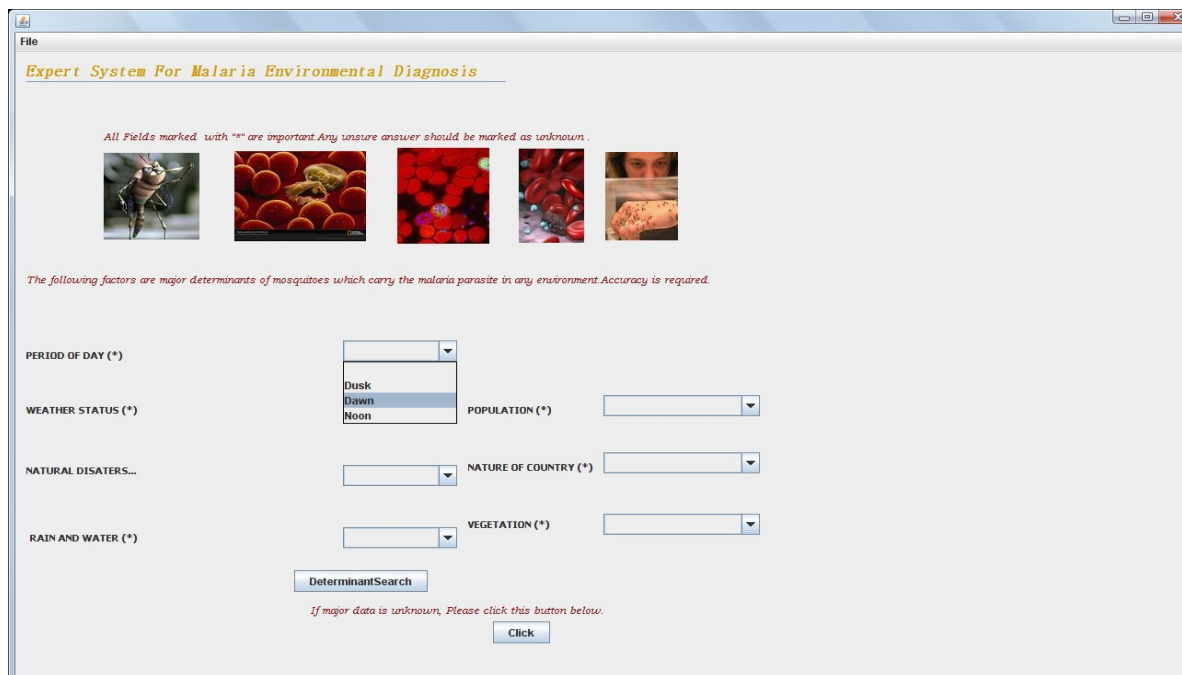 File
Expert System For Malaria Environmental Diagnosis
All Fields marked with "*" are important.Any unsure answer should be marked as unknown .
The following factors are major determinants of mosquitoes which carry the malaria parasite in any environment.Accuracy is required.
PERIOD OF DAY (*)
Dusk
Dawn
Noon
WEATHER STATUS (*)
POPULATION (*)
NATURAL DISATERS...
NATURE OF COUNTRY (*)
RAIN AND WATER (*)
VEGETATION (*)
DeterminantSearch
If major data is unknown, Please click this button below.
Click